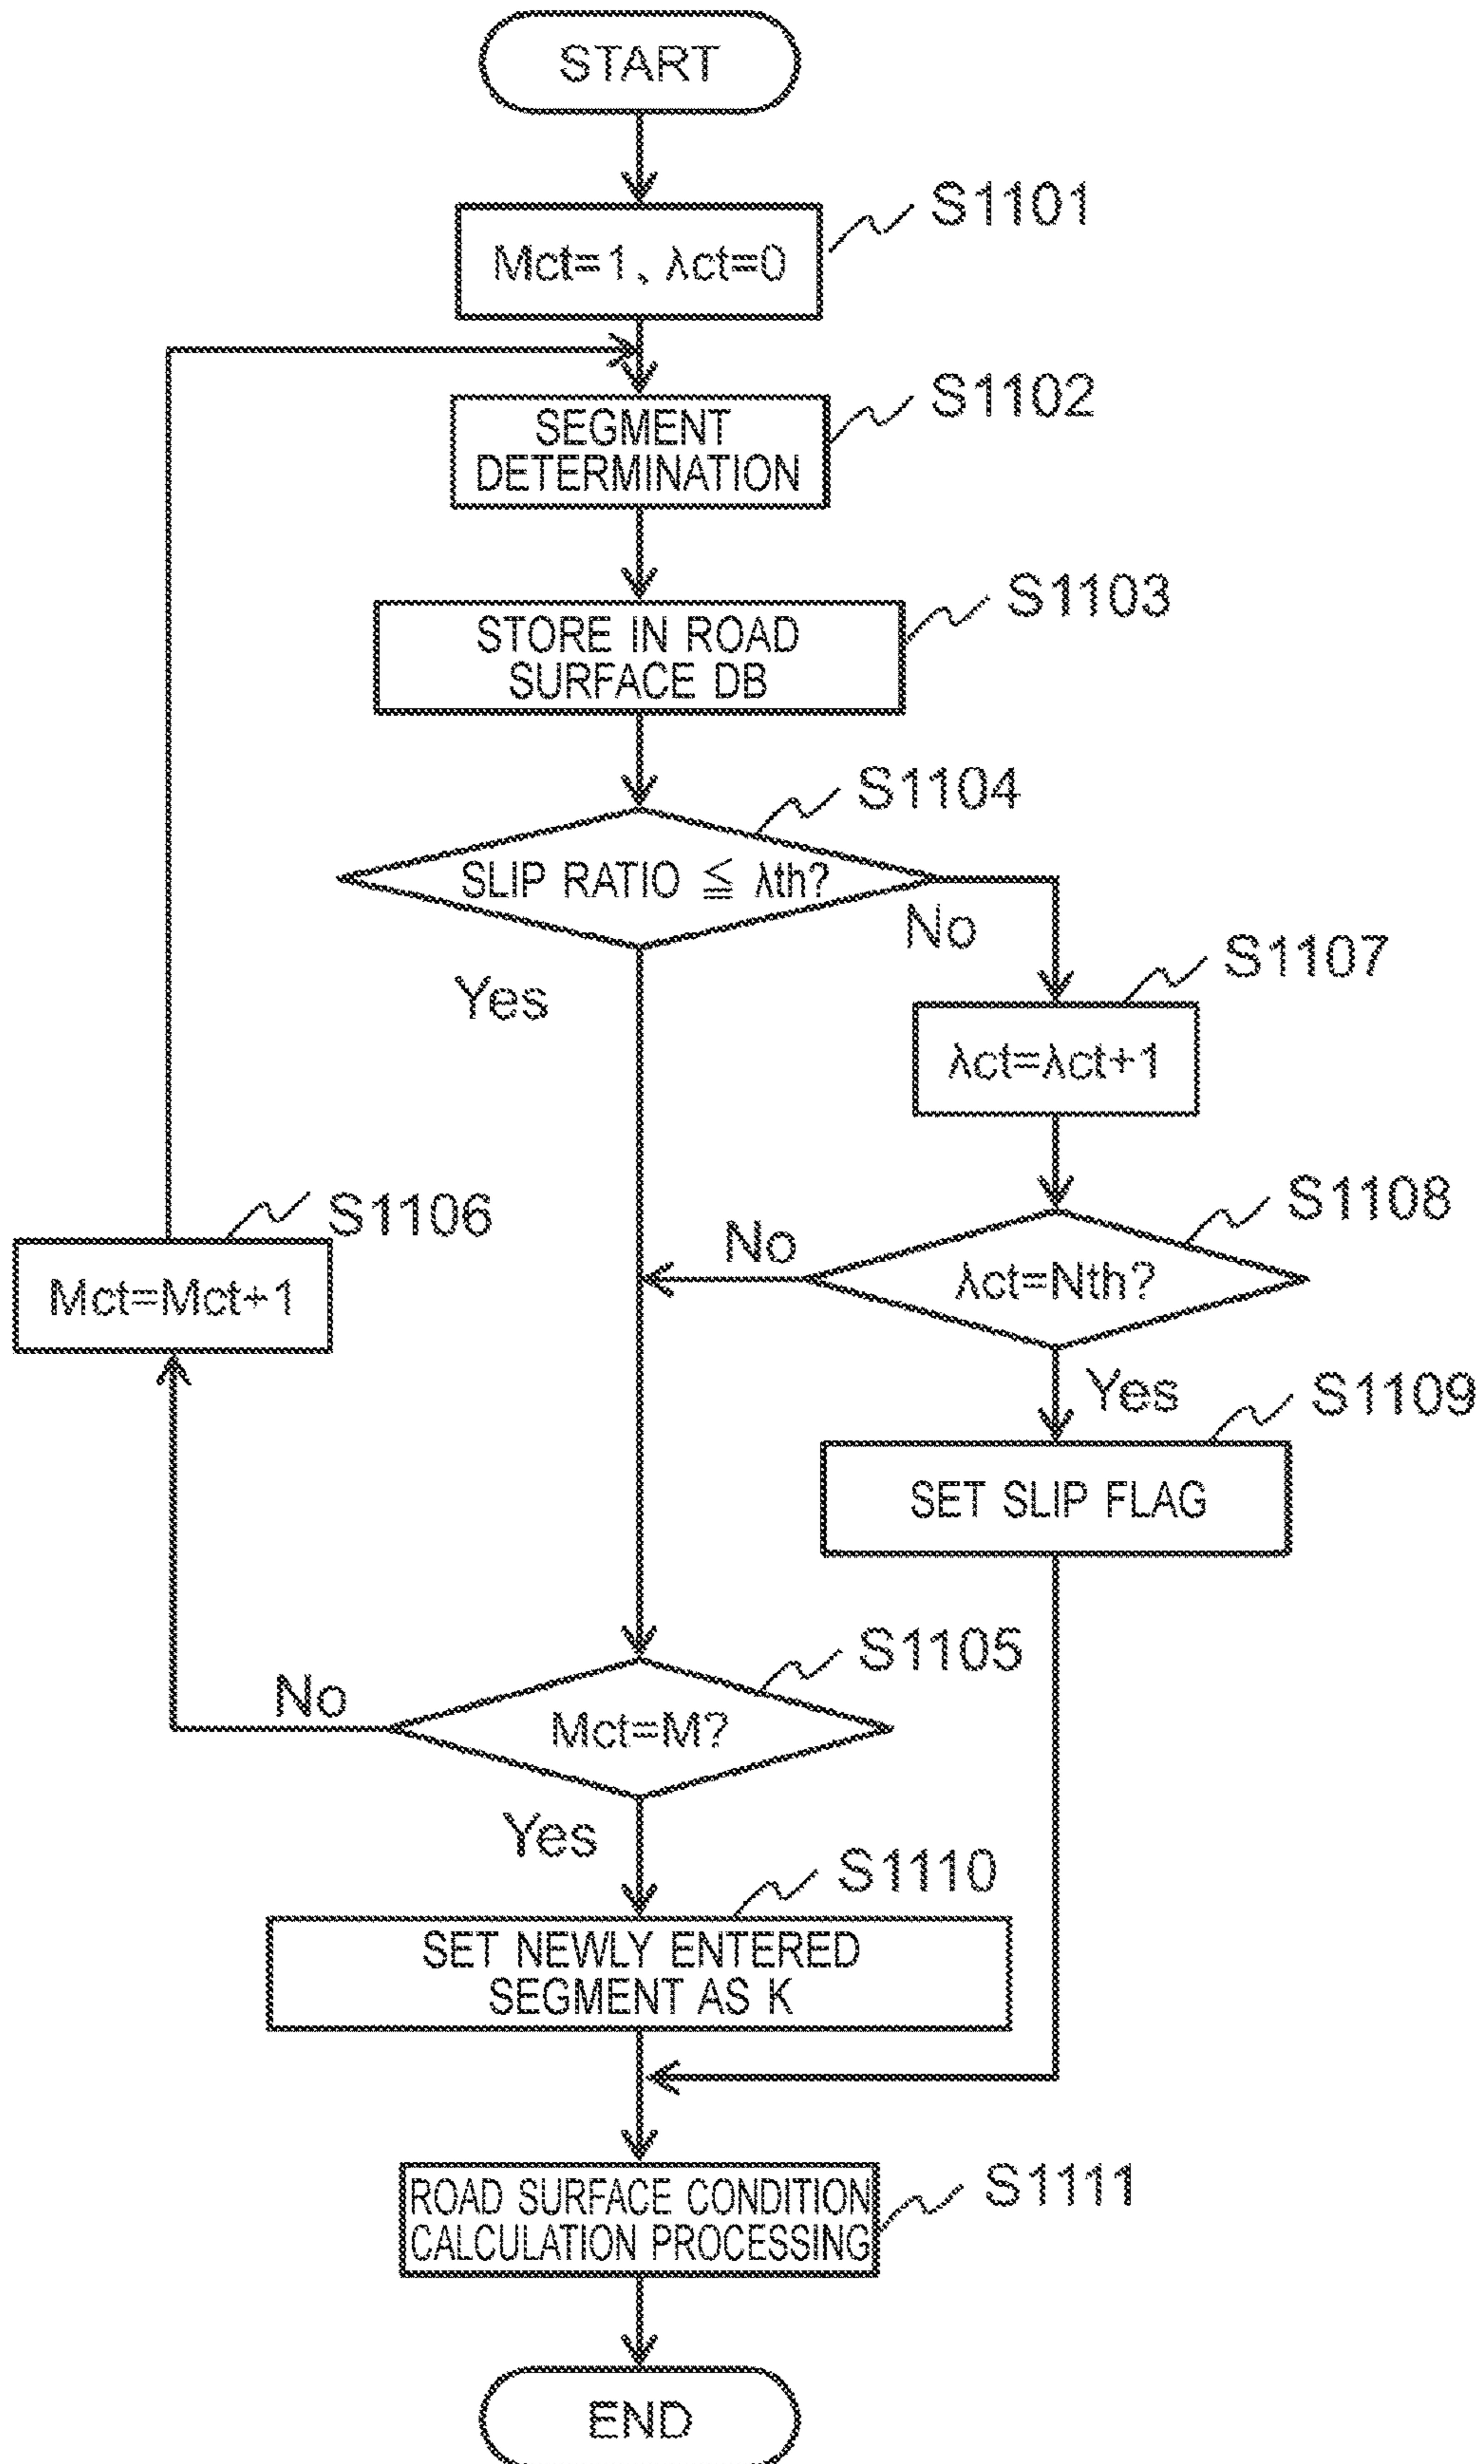 START
S1101
Mct=1、λct=0
S1102
SEGMENT
DETERMINATION
S1103
STORE IN ROAD
SURFACE DB
S1104
SLIP RATIO ≦ λth?
No
Yes
S1107
λct=λct+1
S1106
Mct=Mct+1
S1108
No
λct=Nth?
Yes
S1109
SET SLIP FLAG
S1105
No
Mct=M?
Yes
S1110
SET NEWLY ENTERED
SEGMENT AS K
S1111
ROAD SURFACE CONDITION
CALCULATION PROCESSING
END